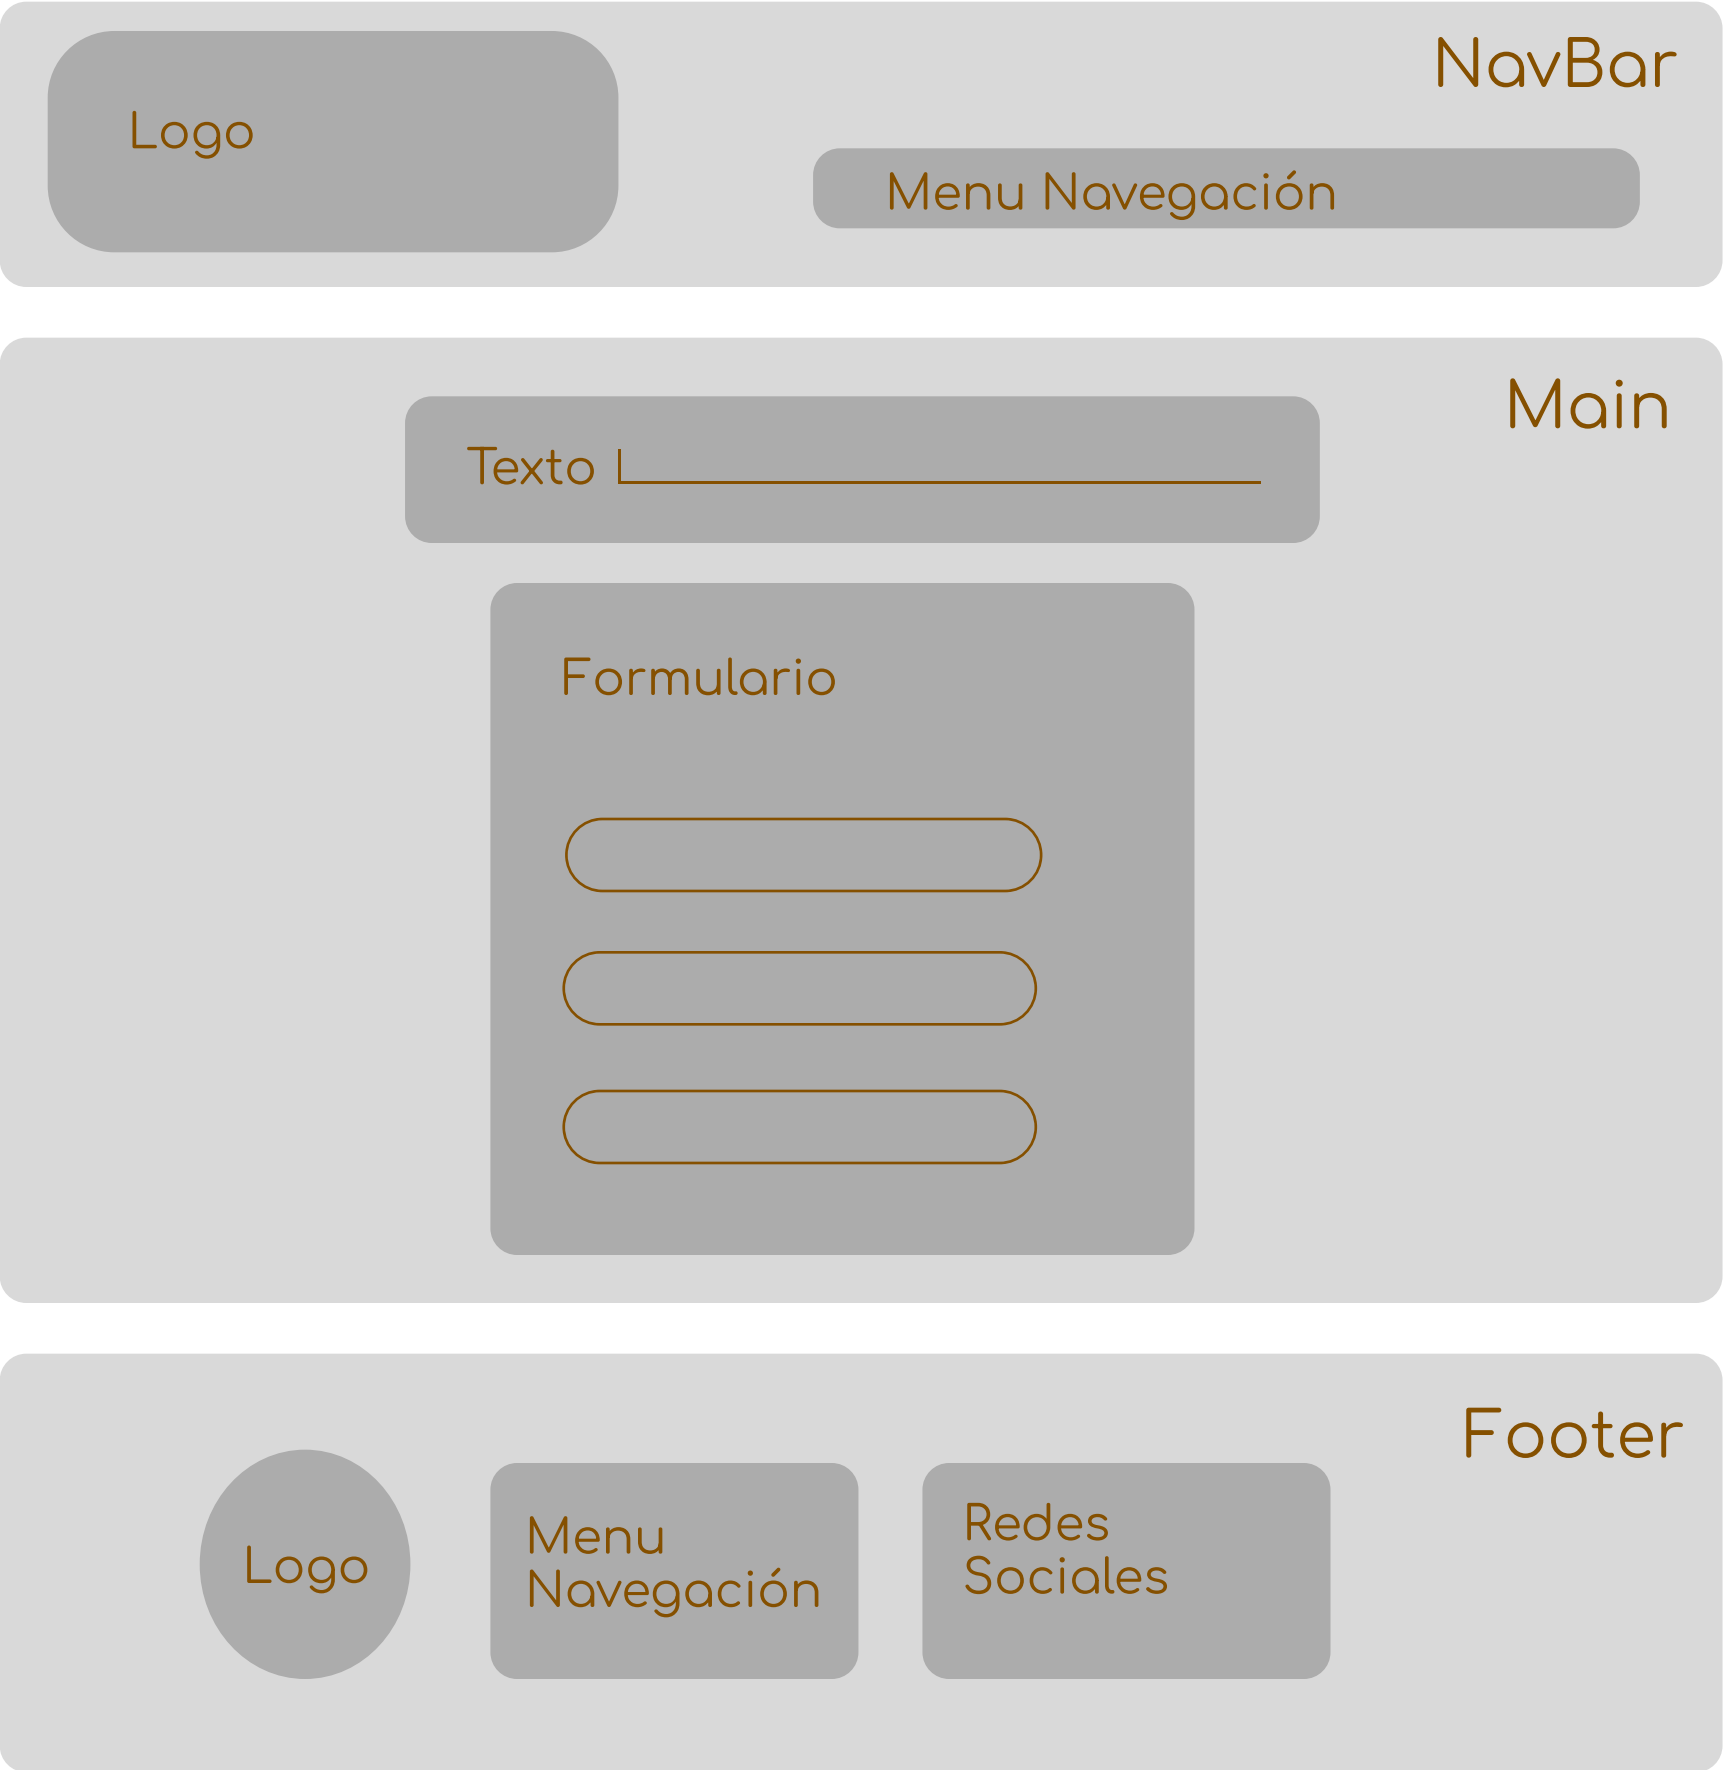 NavBar
Logo
Menu Navegación
Main
Texto
Formulario
Footer
Logo
Menu
Navegación
Redes
Sociales